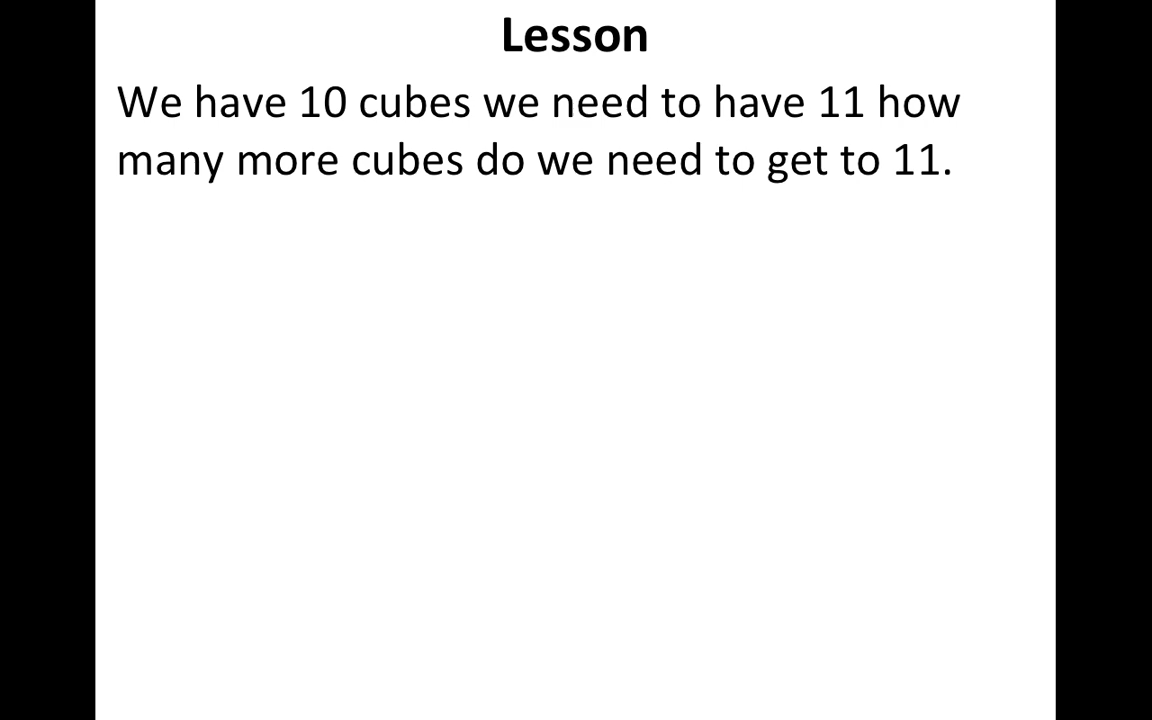 Lesson
We have 10 cubes we need to have 11 how
many more cubes do we need to get to 11.